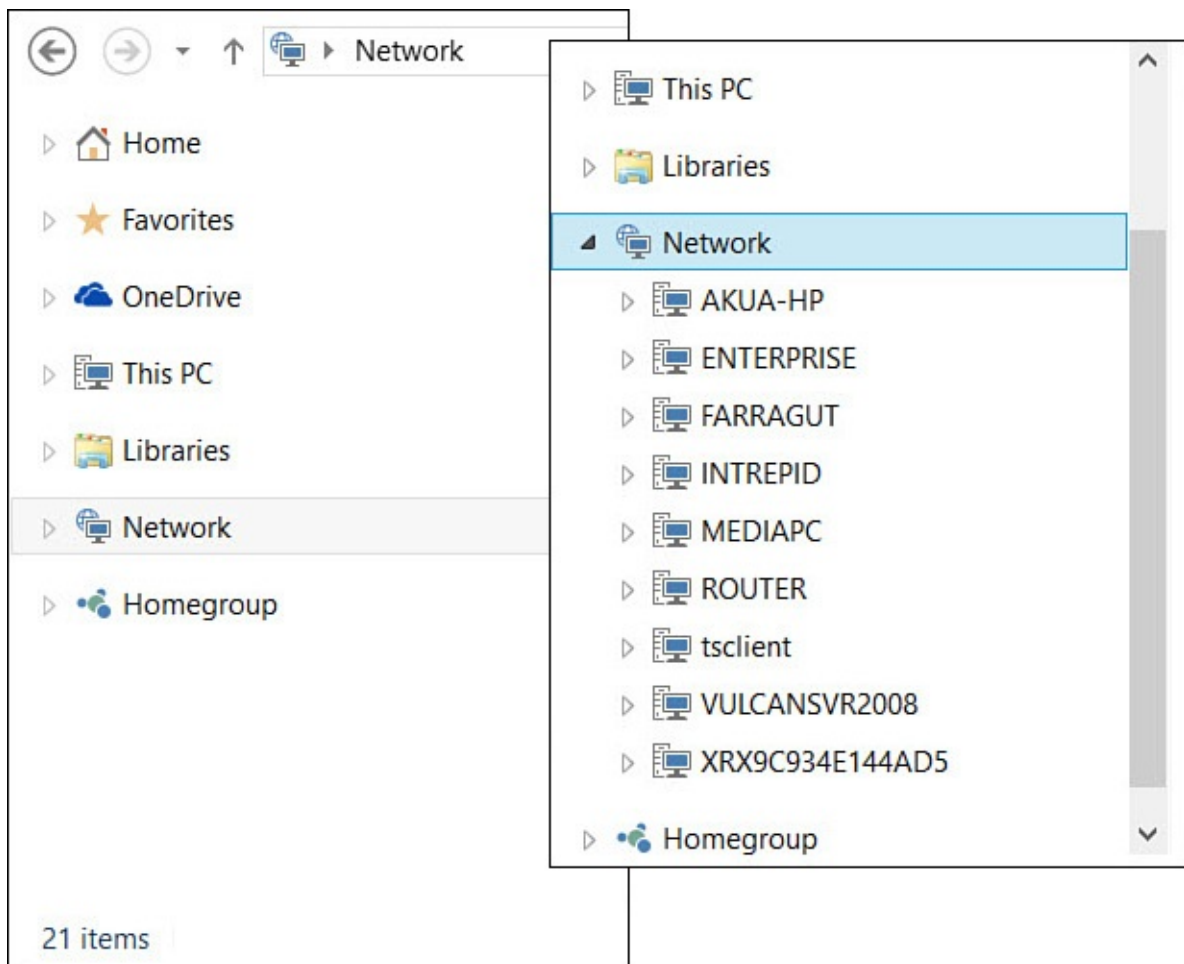 Network
Home
Favorites
OneDrive
This PC
Libraries
Network
Homegroup
21 items
This PC
Libraries
Network
AKUA-HP
ENTERPRISE
FARRAGUT
INTREPID
MEDIAPC
ROUTER
tsclient
VULCANSVR2008
XRX9C934E144AD5
Homegroup